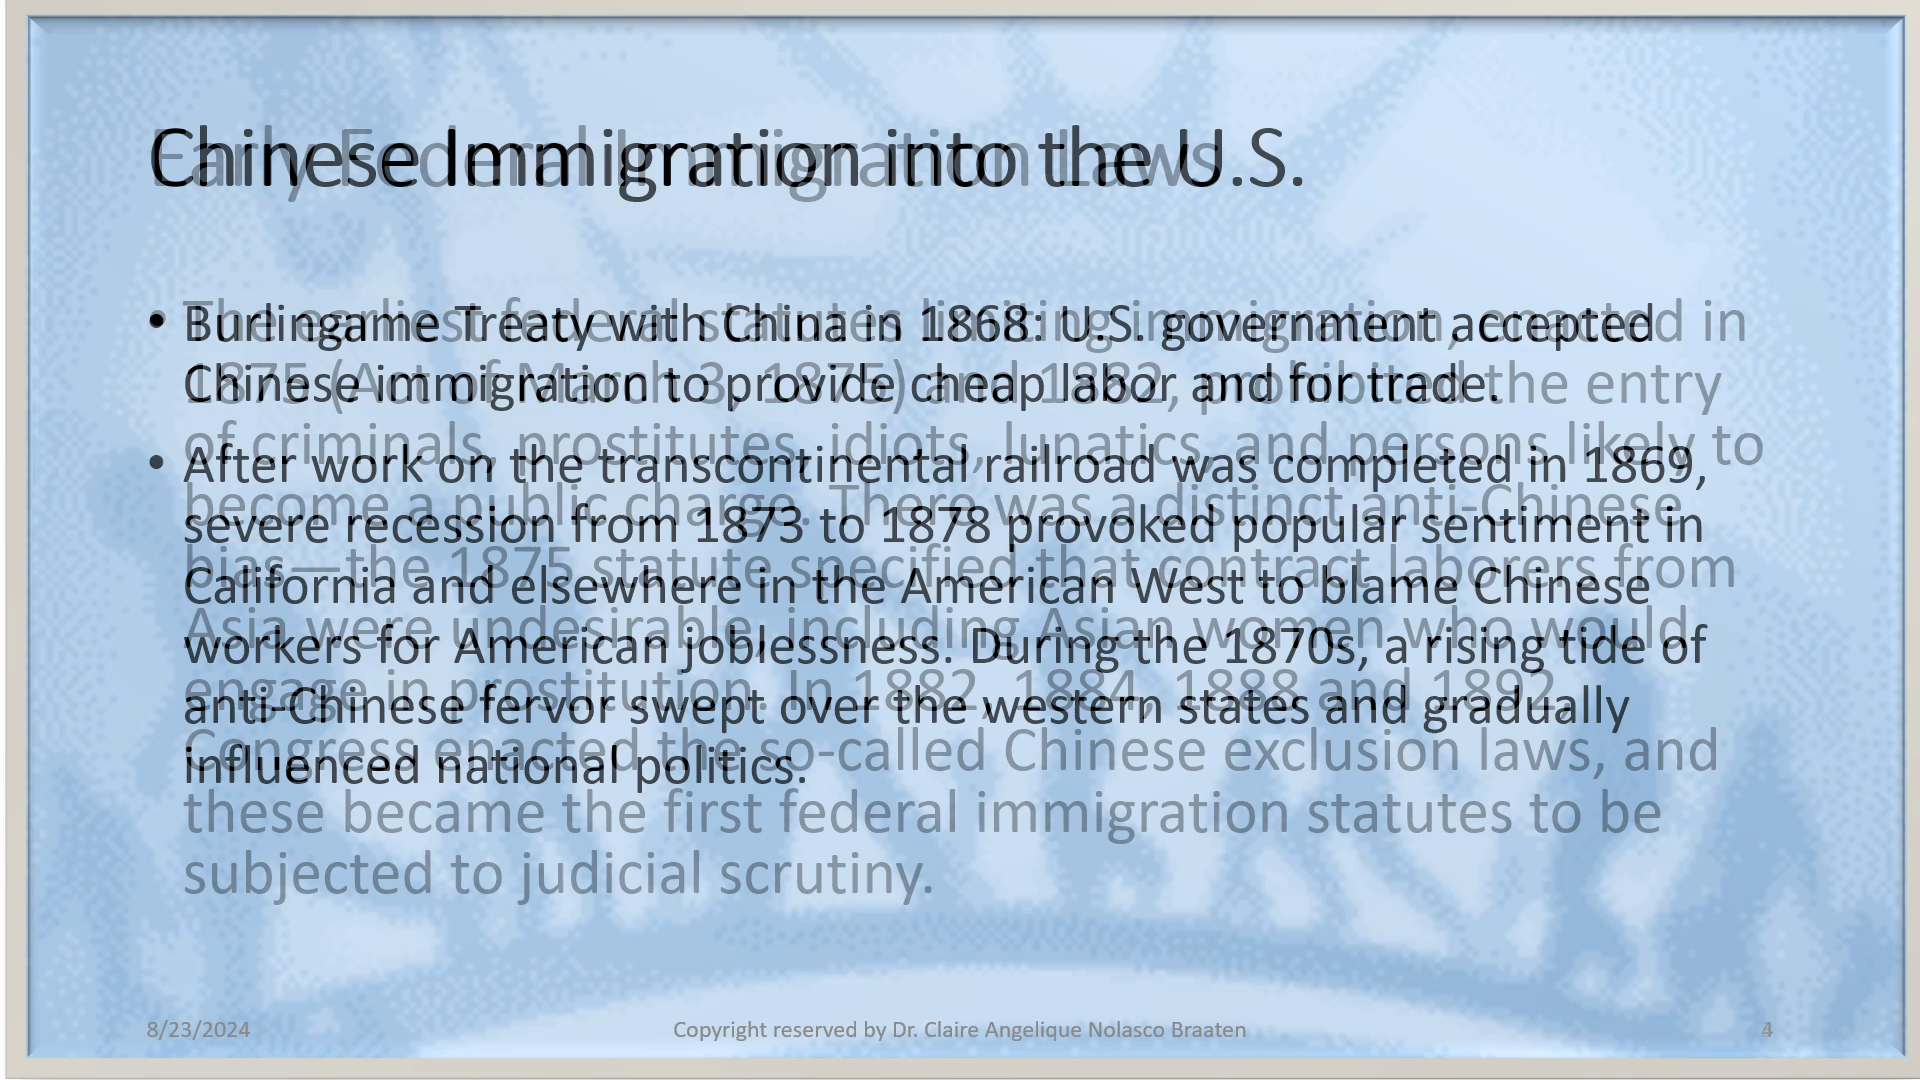 Chinese Immigration into the U.S.
• Burlingame Treaty with China in 1868: U.S. government accepted
Chinese immigration to provide cheap labor and for trade.
• After work on the transcontinental railroad was completed in 1869,
severe recession from 1873 to 1878 provoked popular sentiment in
California and elsewhere in the American West to blame Chinese
workers for American joblessness. During the 1870s, a rising tide of
anti-Chinese fervor swept over the western states and gradually
influenced national politics.
Early Federal Immigration Laws
The earliest federal statutes limiting immigration, enacted in
1875 (Act of March 3, 1875) and 1882, prohibited the entry
of criminals, prostitutes, idiots, lunatics, and persons likely to
become a public charge. There was a distinct anti-Chinese
bias—the 1875 statute specified that contract laborers from
Asia were undesirable, including Asian women who would
engage in prostitution. In 1882, 1884, 1888 and 1892,
Congress enacted the so-called Chinese exclusion laws, and
these became the first federal immigration statutes to be
subjected to judicial scrutiny.
8/23/2024
Copyright reserved by Dr. Claire Angelique Nolasco Braaten
4